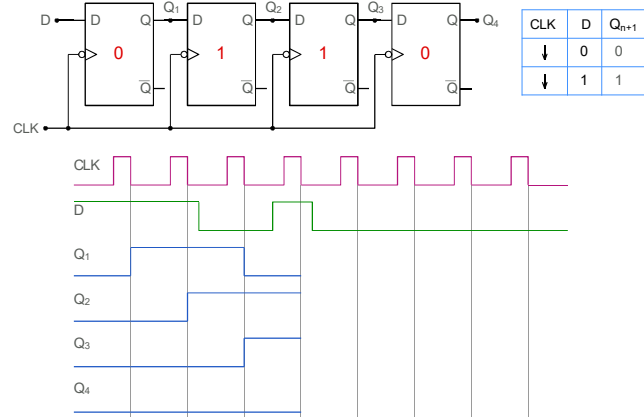 D D Q Q₁ D Q Q₂ D Q Q₃ D Q Q₄
0 1 1 0
Q̅ Q̅ Q̅ Q̅
CLK
CLK D Qₙ₊₁
↓ 0 0
↓ 1 1
CLK
D
Q₁
Q₂
Q₃
Q₄